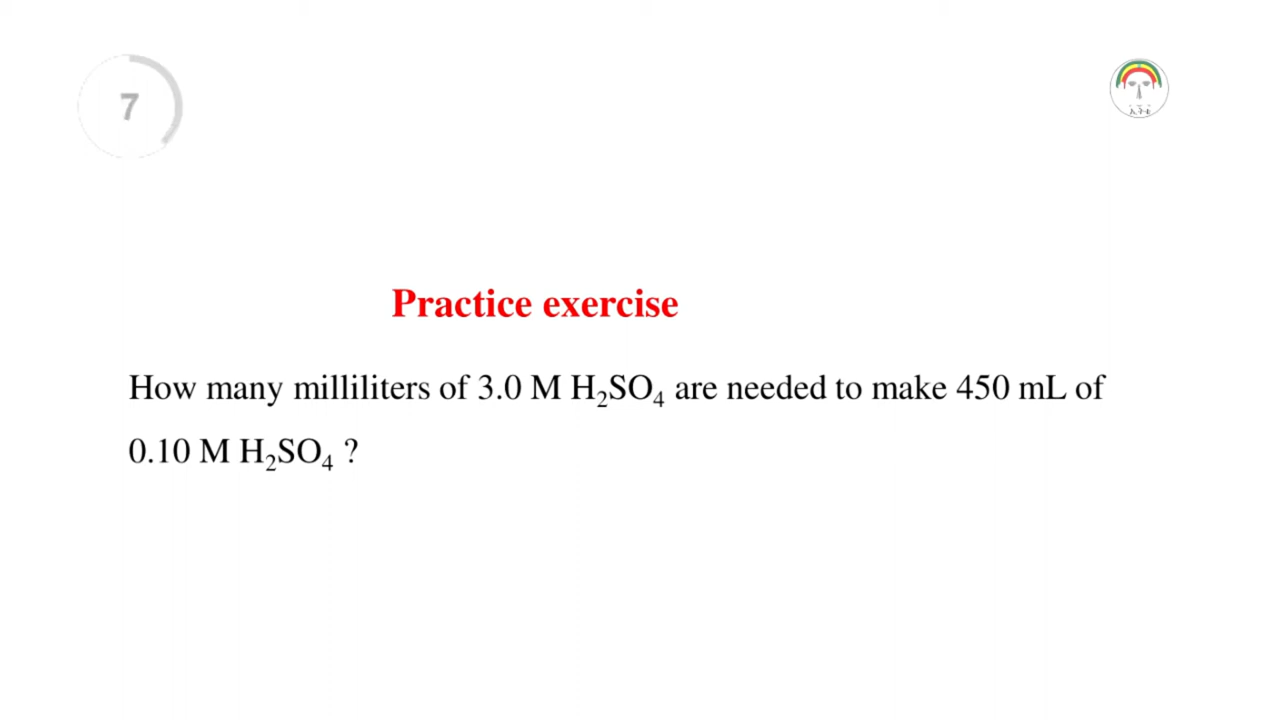 7
አትቄ
Practice exercise
How many milliliters of 3.0 M H₂SO₄ are needed to make 450 mL of
0.10 M H₂SO₄ ?